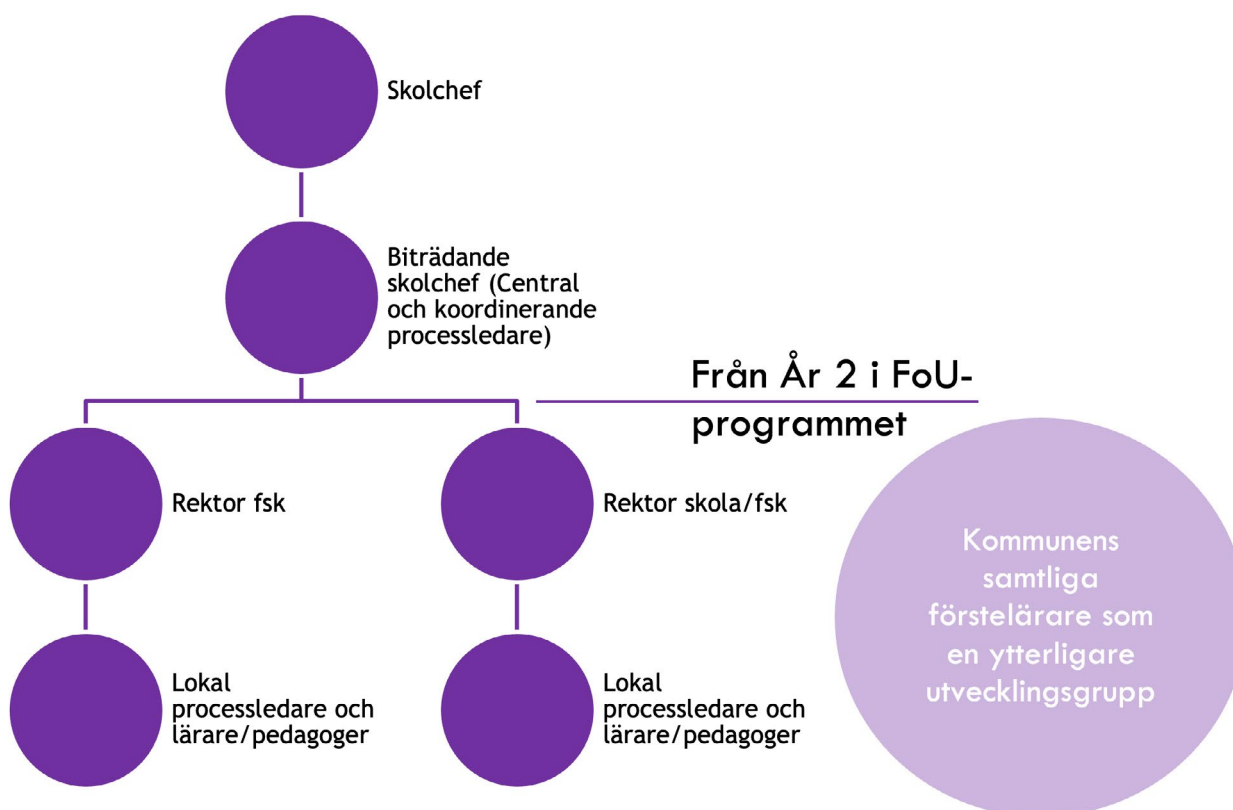 Skolchef
Biträdande
skolchef (Central
och koordinerande
processledare)
Från År 2 i FoU-
programmet
Rektor fsk
Rektor skola/fsk
Kommunens
samtliga
förstelärare som
en ytterligare
utvecklingsgrupp
Lokal
processledare och
lärare/pedagoger
Lokal
processledare och
lärare/pedagoger